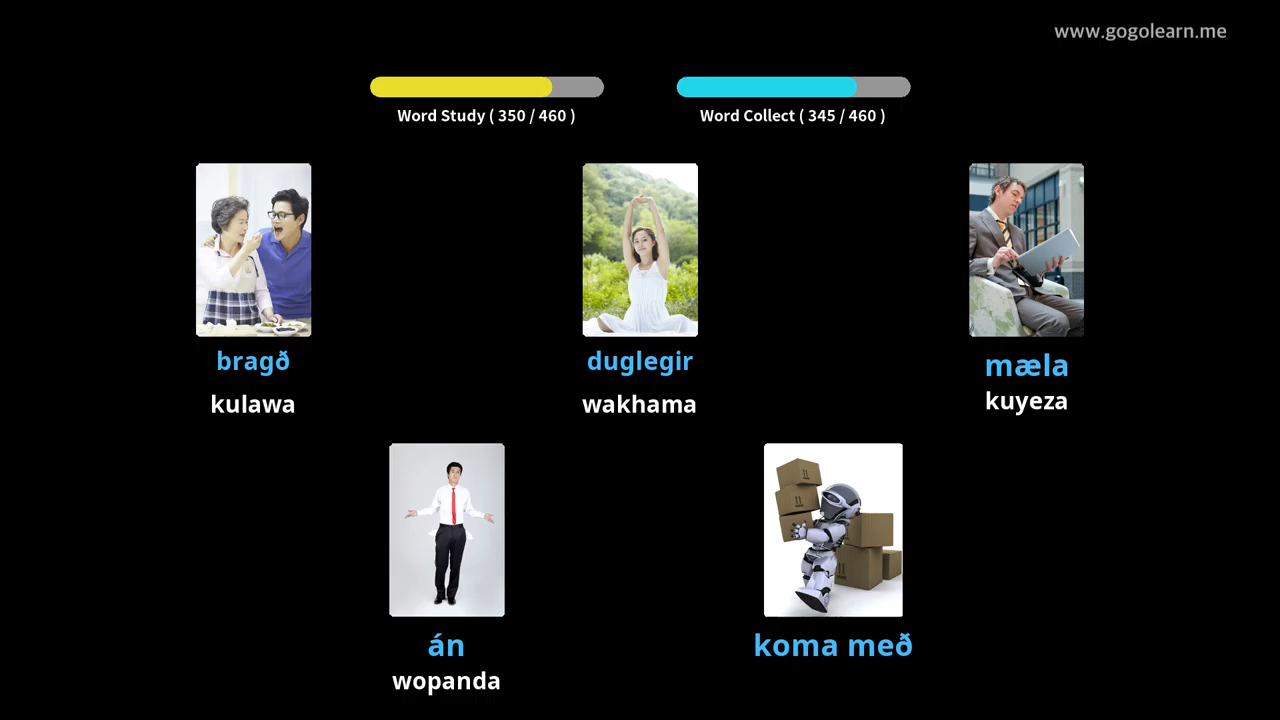 www.gogolearn.me
Word Study ( 350 / 460 )
Word Collect ( 345 / 460 )
bragð
kulawa
duglegir
wakhama
mæla
kuyeza
án
wopanda
koma með